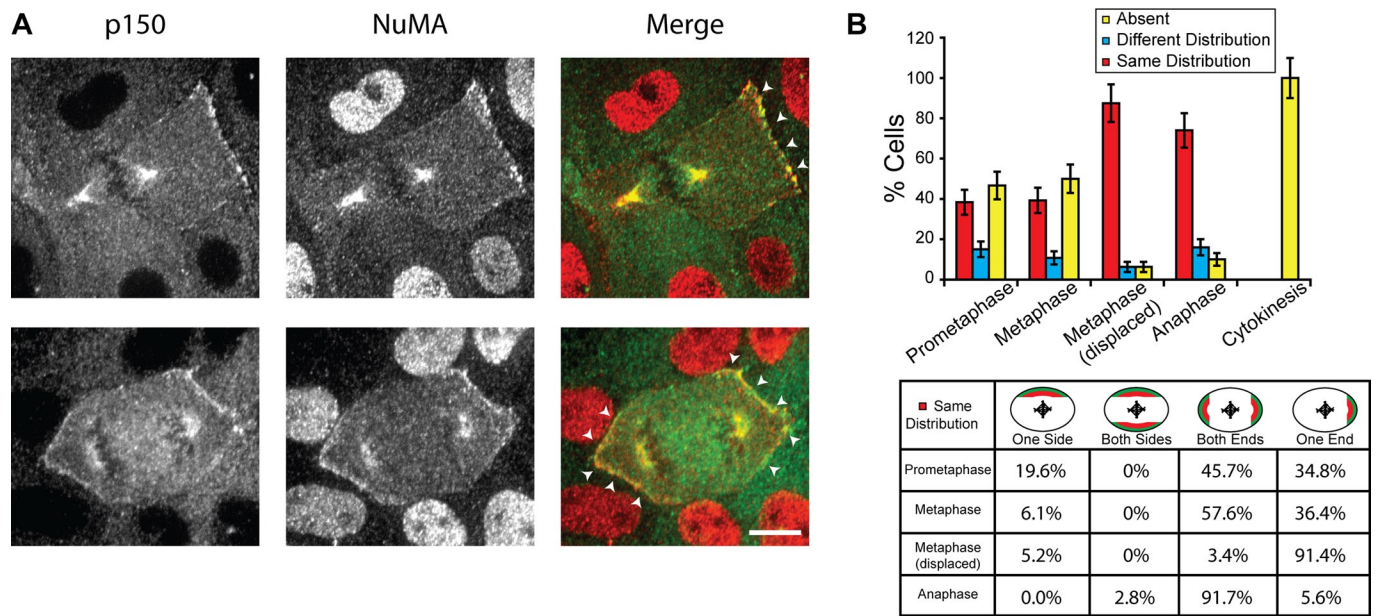 A
p150
NuMA
Merge
B
Absent
Different Distribution
Same Distribution
120
100
80
60
40
20
0
% Cells
Prometaphase
Metaphase
Metaphase
(displaced)
Anaphase
Cytokinesis
Same
Distribution
One Side
Both Sides
Both Ends
One End
Prometaphase 19.6% 0% 45.7% 34.8%
Metaphase 6.1% 0% 57.6% 36.4%
Metaphase
(displaced) 5.2% 0% 3.4% 91.4%
Anaphase 0.0% 2.8% 91.7% 5.6%